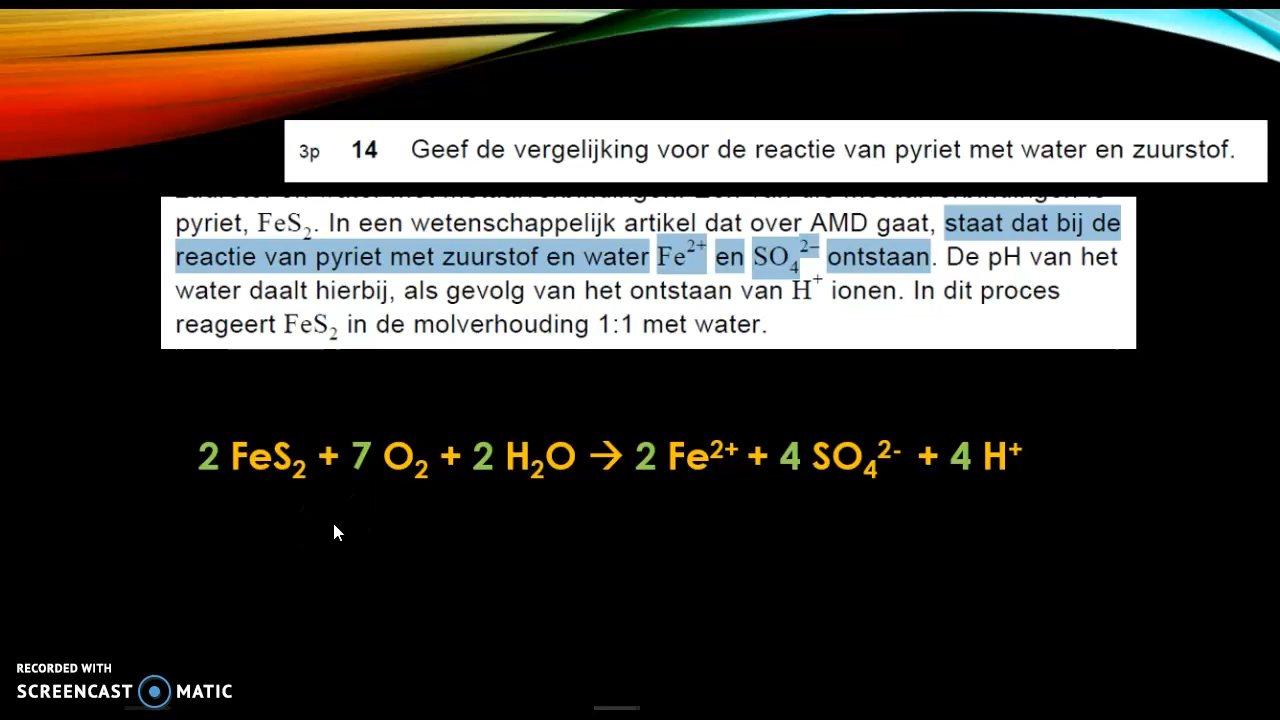 3p 14 Geef de vergelijking voor de reactie van pyriet met water en zuurstof.
pyriet, FeS₂. In een wetenschappelijk artikel dat over AMD gaat, staat dat bij de
reactie van pyriet met zuurstof en water Fe²⁺ en SO₄²⁻ ontstaan. De pH van het
water daalt hierbij, als gevolg van het ontstaan van H⁺ ionen. In dit proces
reageert FeS₂ in de molverhouding 1:1 met water.
2 FeS₂ + 7 O₂ + 2 H₂O → 2 Fe²⁺ + 4 SO₄²⁻ + 4 H⁺
RECORDED WITH
SCREENCAST MATIC